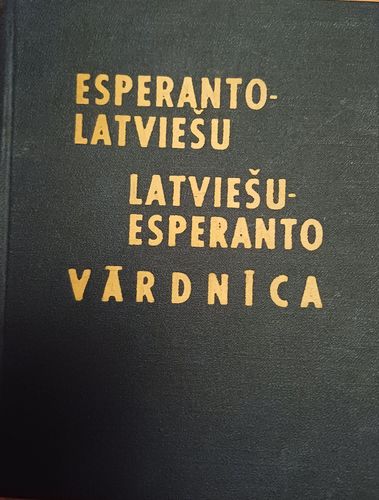 ESPERANTO-
LATVIEŠU
LATVIEŠU-
ESPERANTO
VĀRDNĪCA